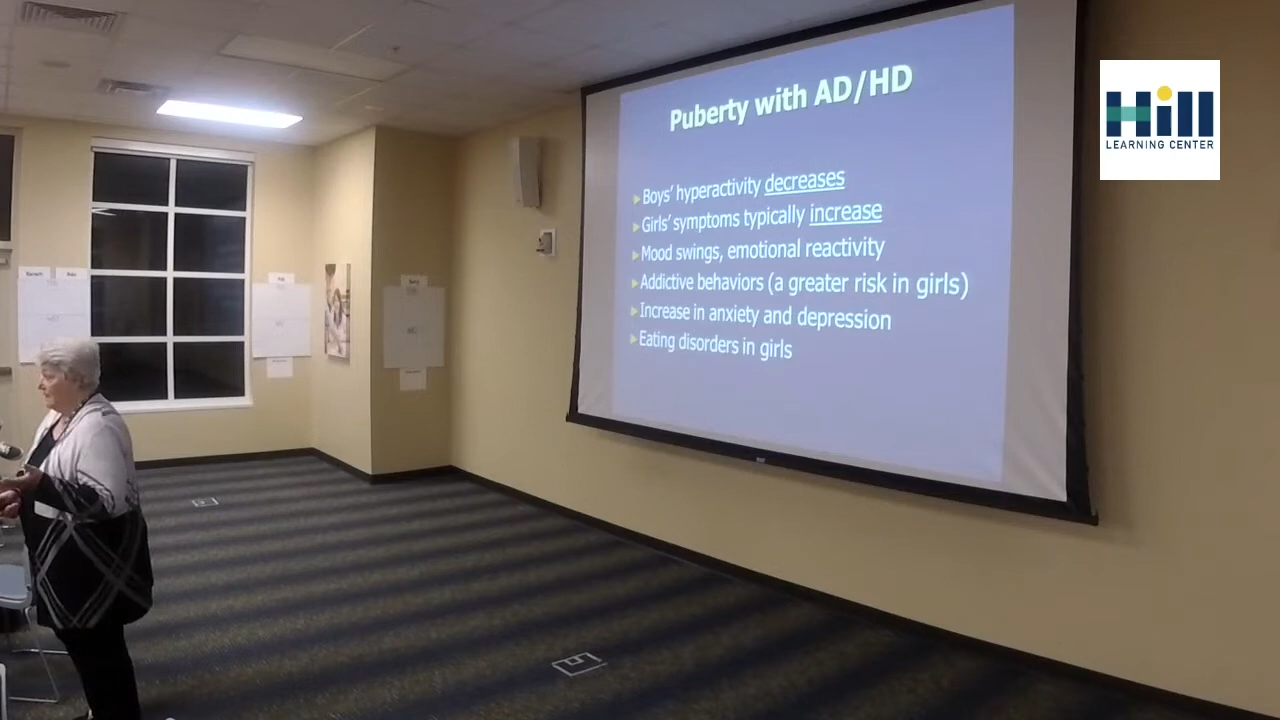 Puberty with AD/HD
Boys' hyperactivity decreases
Girls' symptoms typically increase
Mood swings, emotional reactivity
Addictive behaviors (a greater risk in girls)
Increase in anxiety and depression
Eating disorders in girls
Hill
LEARNING CENTER